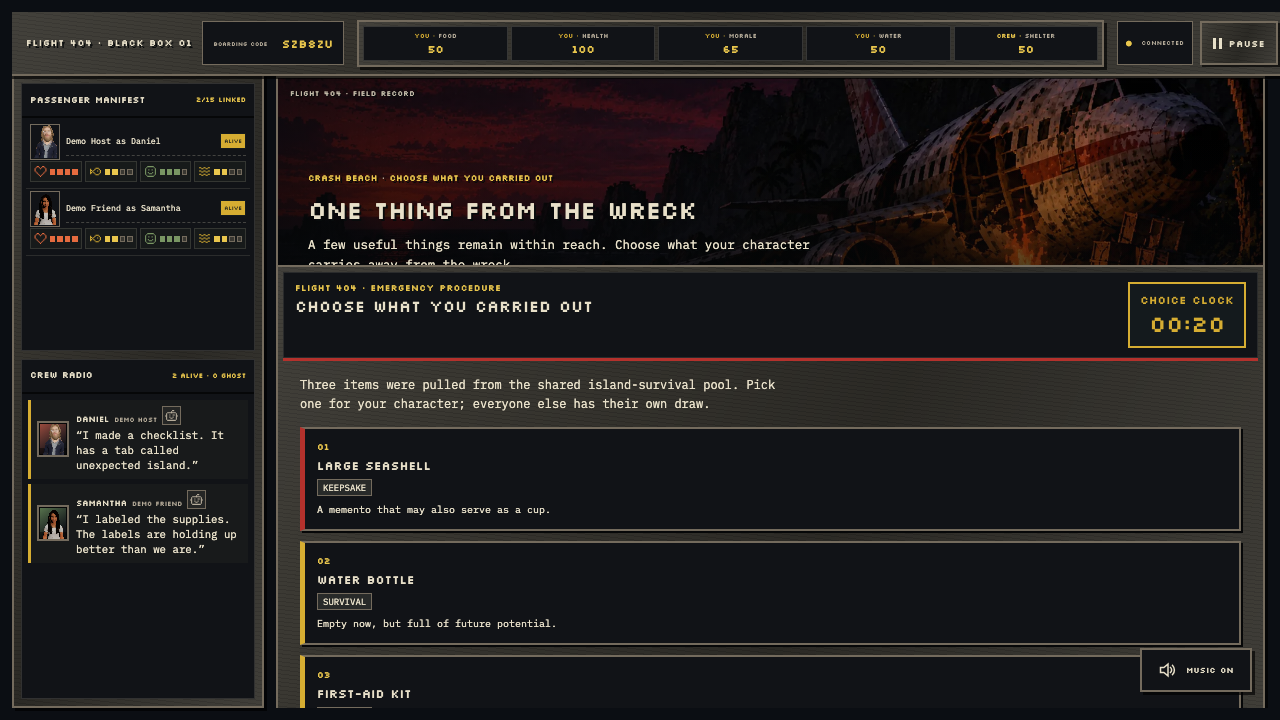 FLIGHT 404 · BLACK BOX 01
BOARDING CODE SZB8ZU
YOU · FOOD
50
YOU · HEALTH
100
YOU · MORALE
65
YOU · WATER
50
CREW · SHELTER
50
CONNECTED
PAUSE
PASSENGER MANIFEST
2/15 LINKED
Demo Host as Daniel
ALIVE
Demo Friend as Samantha
ALIVE
CREW RADIO
2 ALIVE · 0 GHOST
DANIEL DEMO HOST
“I made a checklist. It
has a tab called
unexpected island.”
SAMANTHA DEMO FRIEND
“I labeled the supplies.
The labels are holding up
better than we are.”
FLIGHT 404 · FIELD RECORD
CRASH BEACH · CHOOSE WHAT YOU CARRIED OUT
ONE THING FROM THE WRECK
A few useful things remain within reach. Choose what your character
carries away from the wreck.
FLIGHT 404 · EMERGENCY PROCEDURE
CHOOSE WHAT YOU CARRIED OUT
CHOICE CLOCK
00:20
Three items were pulled from the shared island-survival pool. Pick
one for your character; everyone else has their own draw.
01
LARGE SEASHELL
KEEPSAKE
A memento that may also serve as a cup.
02
WATER BOTTLE
SURVIVAL
Empty now, but full of future potential.
03
FIRST-AID KIT
MUSIC ON